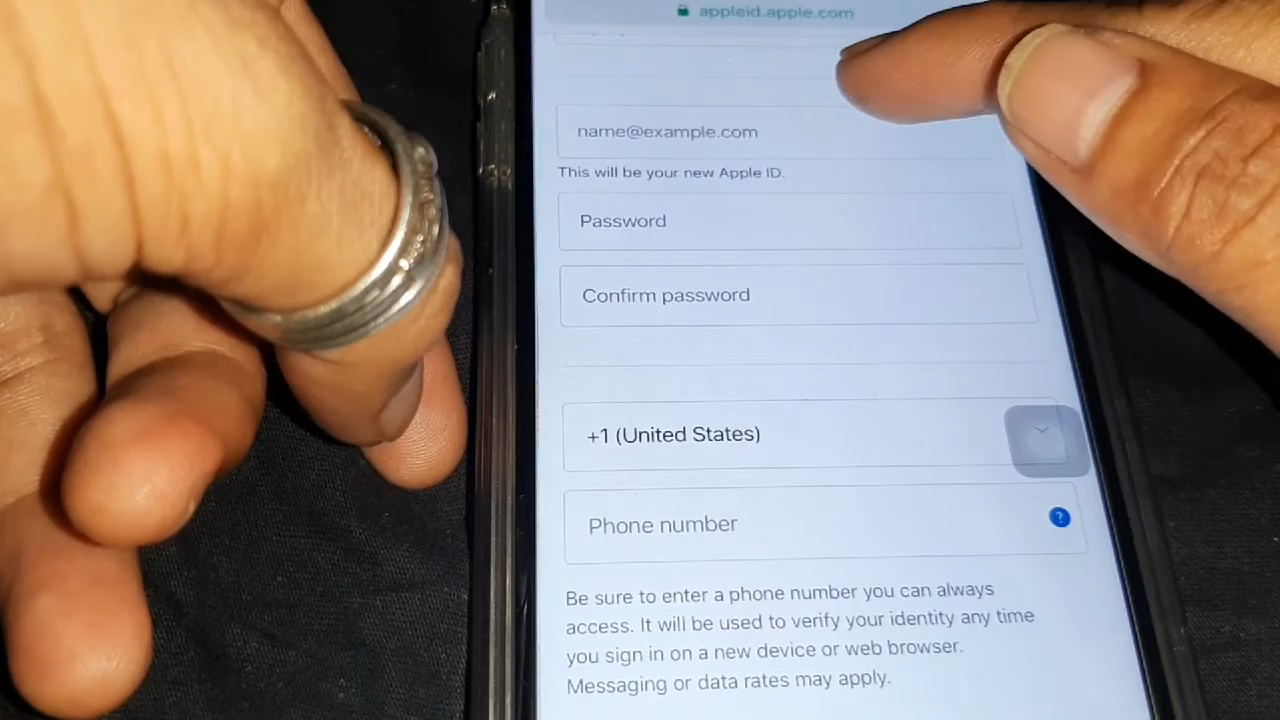 appleid.apple.com
name@example.com
This will be your new Apple ID.
Password
Confirm password
+1 (United States)
Phone number
?
Be sure to enter a phone number you can always
access. It will be used to verify your identity any time
you sign in on a new device or web browser.
Messaging or data rates may apply.